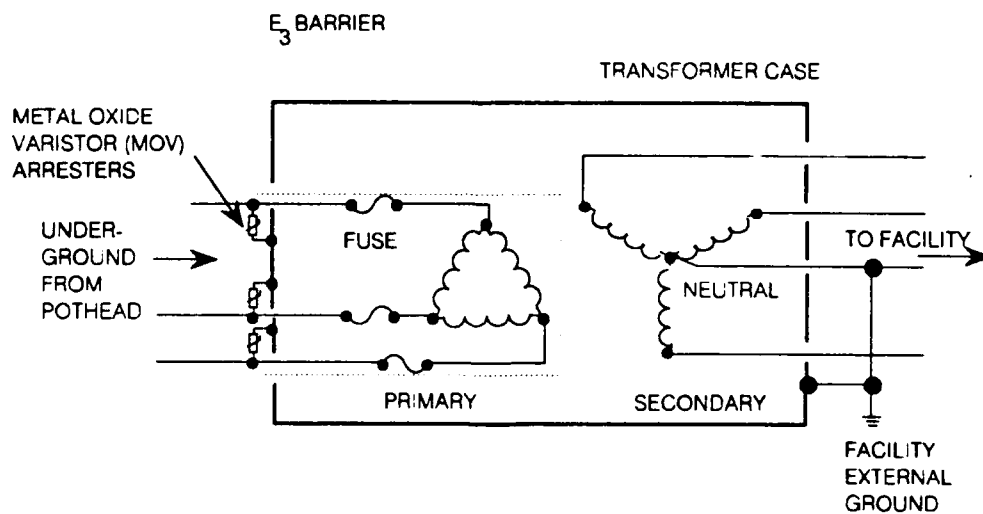 E3 BARRIER
TRANSFORMER CASE
METAL OXIDE
VARISTOR (MOV)
ARRESTERS
UNDER-
GROUND
FROM
POTHEAD
FUSE
TO FACILITY
NEUTRAL
PRIMARY
SECONDARY
FACILITY
EXTERNAL
GROUND